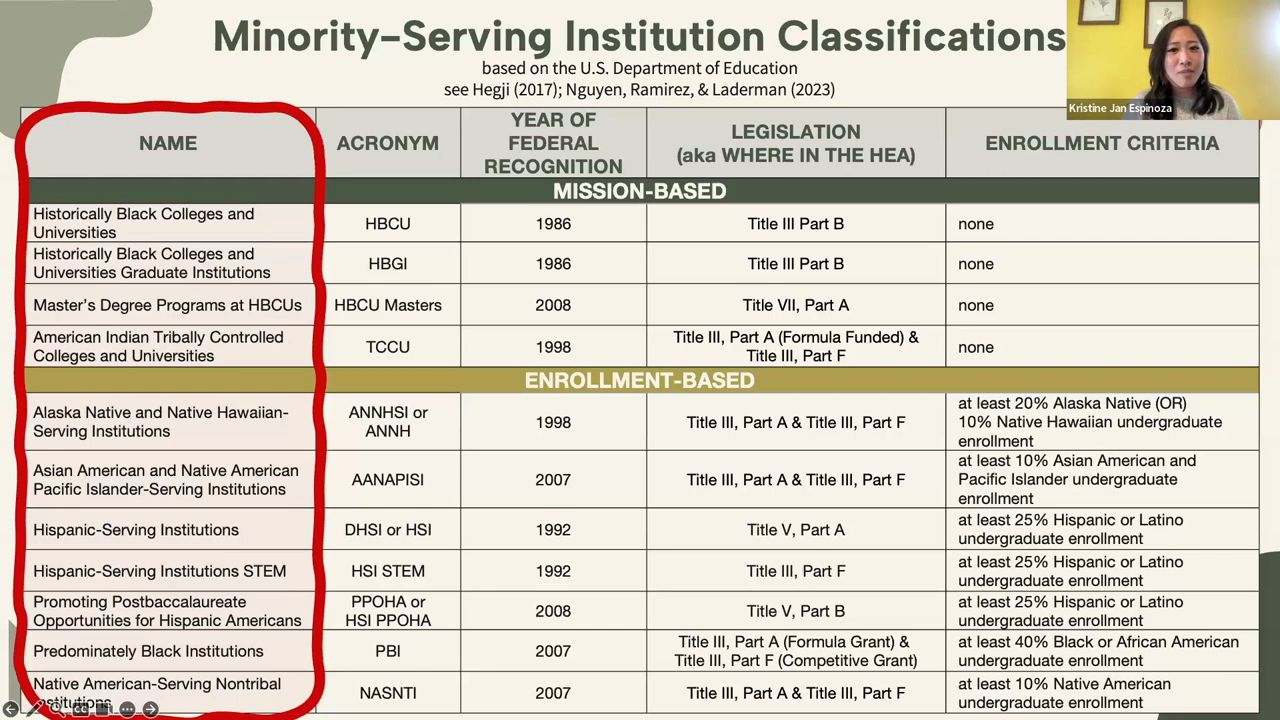 Minority-Serving Institution Classifications
based on the U.S. Department of Education
see Hegji (2017); Nguyen, Ramirez, & Laderman (2023)
Kristine Jan Espinoza
NAME
ACRONYM
YEAR OF
FEDERAL
RECOGNITION
LEGISLATION
(aka WHERE IN THE HEA)
ENROLLMENT CRITERIA
MISSION-BASED
Historically Black Colleges and
Universities
HBCU
1986
Title III Part B
none
Historically Black Colleges and
Universities Graduate Institutions
HBGI
1986
Title III Part B
none
Master's Degree Programs at HBCUs
HBCU Masters
2008
Title VII, Part A
none
American Indian Tribally Controlled
Colleges and Universities
TCCU
1998
Title III, Part A (Formula Funded) &
Title III, Part F
none
ENROLLMENT-BASED
Alaska Native and Native Hawaiian-
Serving Institutions
ANNHSI or
ANNH
1998
Title III, Part A & Title III, Part F
at least 20% Alaska Native (OR)
10% Native Hawaiian undergraduate
enrollment
Asian American and Native American
Pacific Islander-Serving Institutions
AANAPISI
2007
Title III, Part A & Title III, Part F
at least 10% Asian American and
Pacific Islander undergraduate
enrollment
Hispanic-Serving Institutions
DHSI or HSI
1992
Title V, Part A
at least 25% Hispanic or Latino
undergraduate enrollment
Hispanic-Serving Institutions STEM
HSI STEM
1992
Title III, Part F
at least 25% Hispanic or Latino
undergraduate enrollment
Promoting Postbaccalaureate
Opportunities for Hispanic Americans
PPOHA or
HSI PPOHA
2008
Title V, Part B
at least 25% Hispanic or Latino
undergraduate enrollment
Predominately Black Institutions
PBI
2007
Title III, Part A (Formula Grant) &
Title III, Part F (Competitive Grant)
at least 40% Black or African American
undergraduate enrollment
Native American-Serving Nontribal
Institutions
NASNTI
2007
Title III, Part A & Title III, Part F
at least 10% Native American
undergraduate enrollment